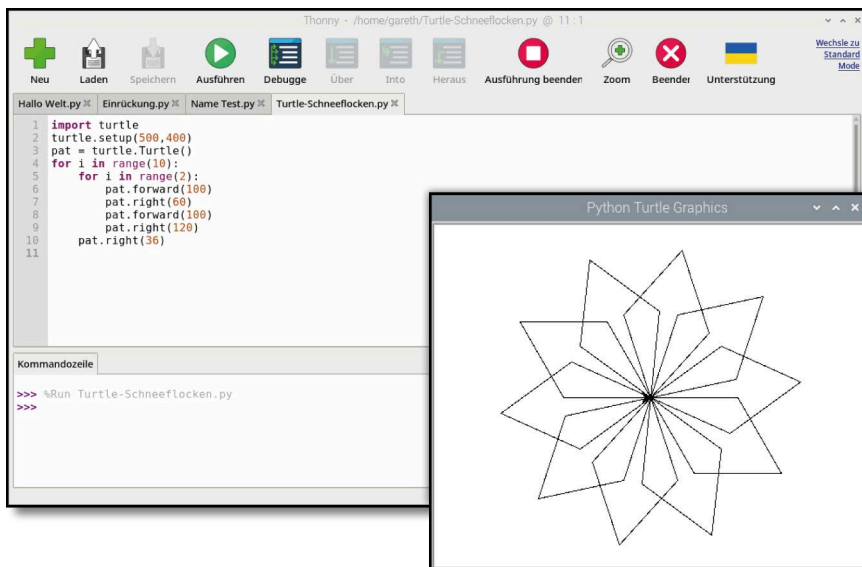 Thonny - /home/gareth/Turtle-Schneeflocken.py @ 11 : 1
Neu Laden Speichern Ausführen Debugge Über Into Heraus Ausführung beenden Zoom Beender Unterstützung
Wechsle zu
Standard
Mode
Hallo Welt.py Einrückung.py Name Test.py Turtle-Schneeflocken.py
1 import turtle
2 turtle.setup(500,400)
3 pat = turtle.Turtle()
4 for i in range(10):
5     for i in range(2):
6         pat.forward(100)
7         pat.right(60)
8         pat.forward(100)
9         pat.right(120)
10     pat.right(36)
11
Python Turtle Graphics
Kommandozeile
>>> %Run Turtle-Schneeflocken.py
>>>